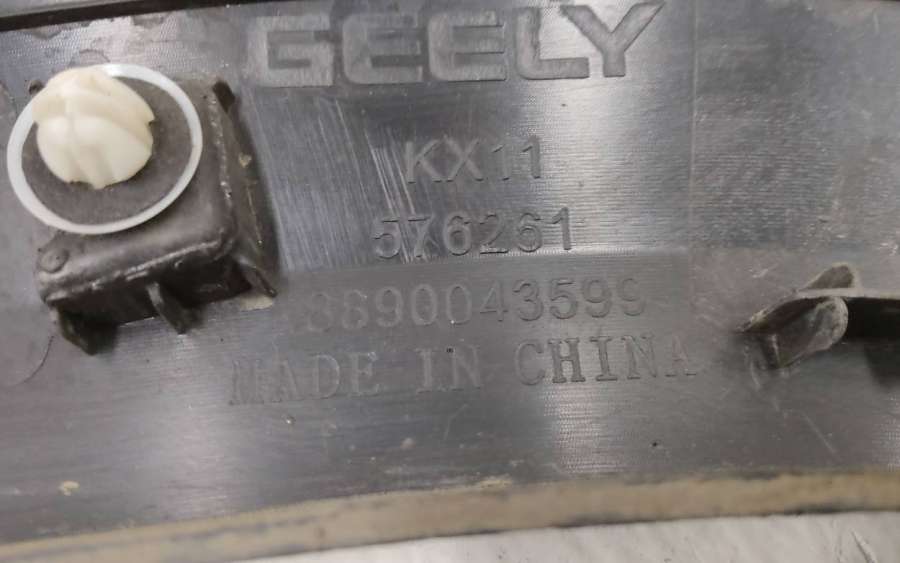 GEELY
KX11
576261
8890043599
MADE IN CHINA